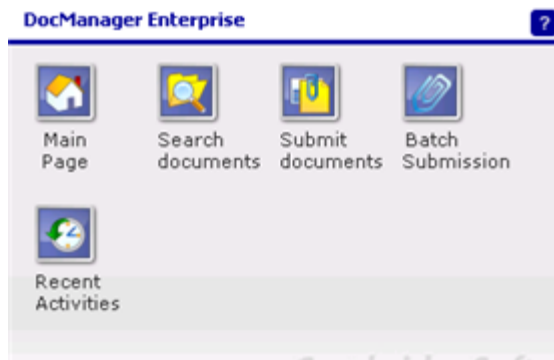 DocManager Enterprise
?
Main
Page
Search
documents
Submit
documents
Batch
Submission
Recent
Activities